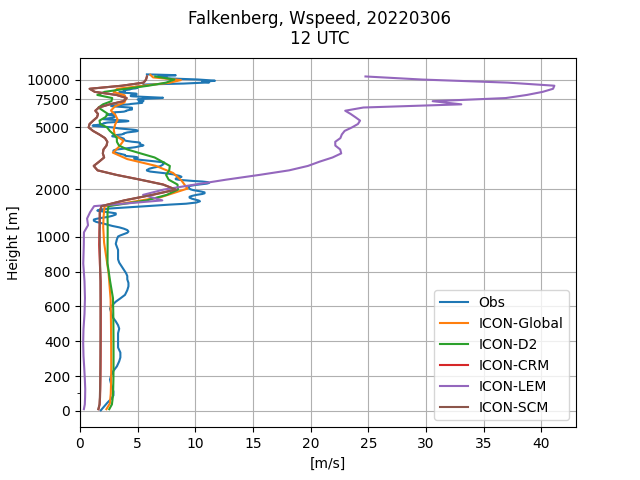 Falkenberg, Wspeed, 20220306
12 UTC
10000
7500
5000
2000
1000
800
600
400
200
0
Height [m]
Obs
ICON-Global
ICON-D2
ICON-CRM
ICON-LEM
ICON-SCM
0 5 10 15 20 25 30 35 40
[m/s]